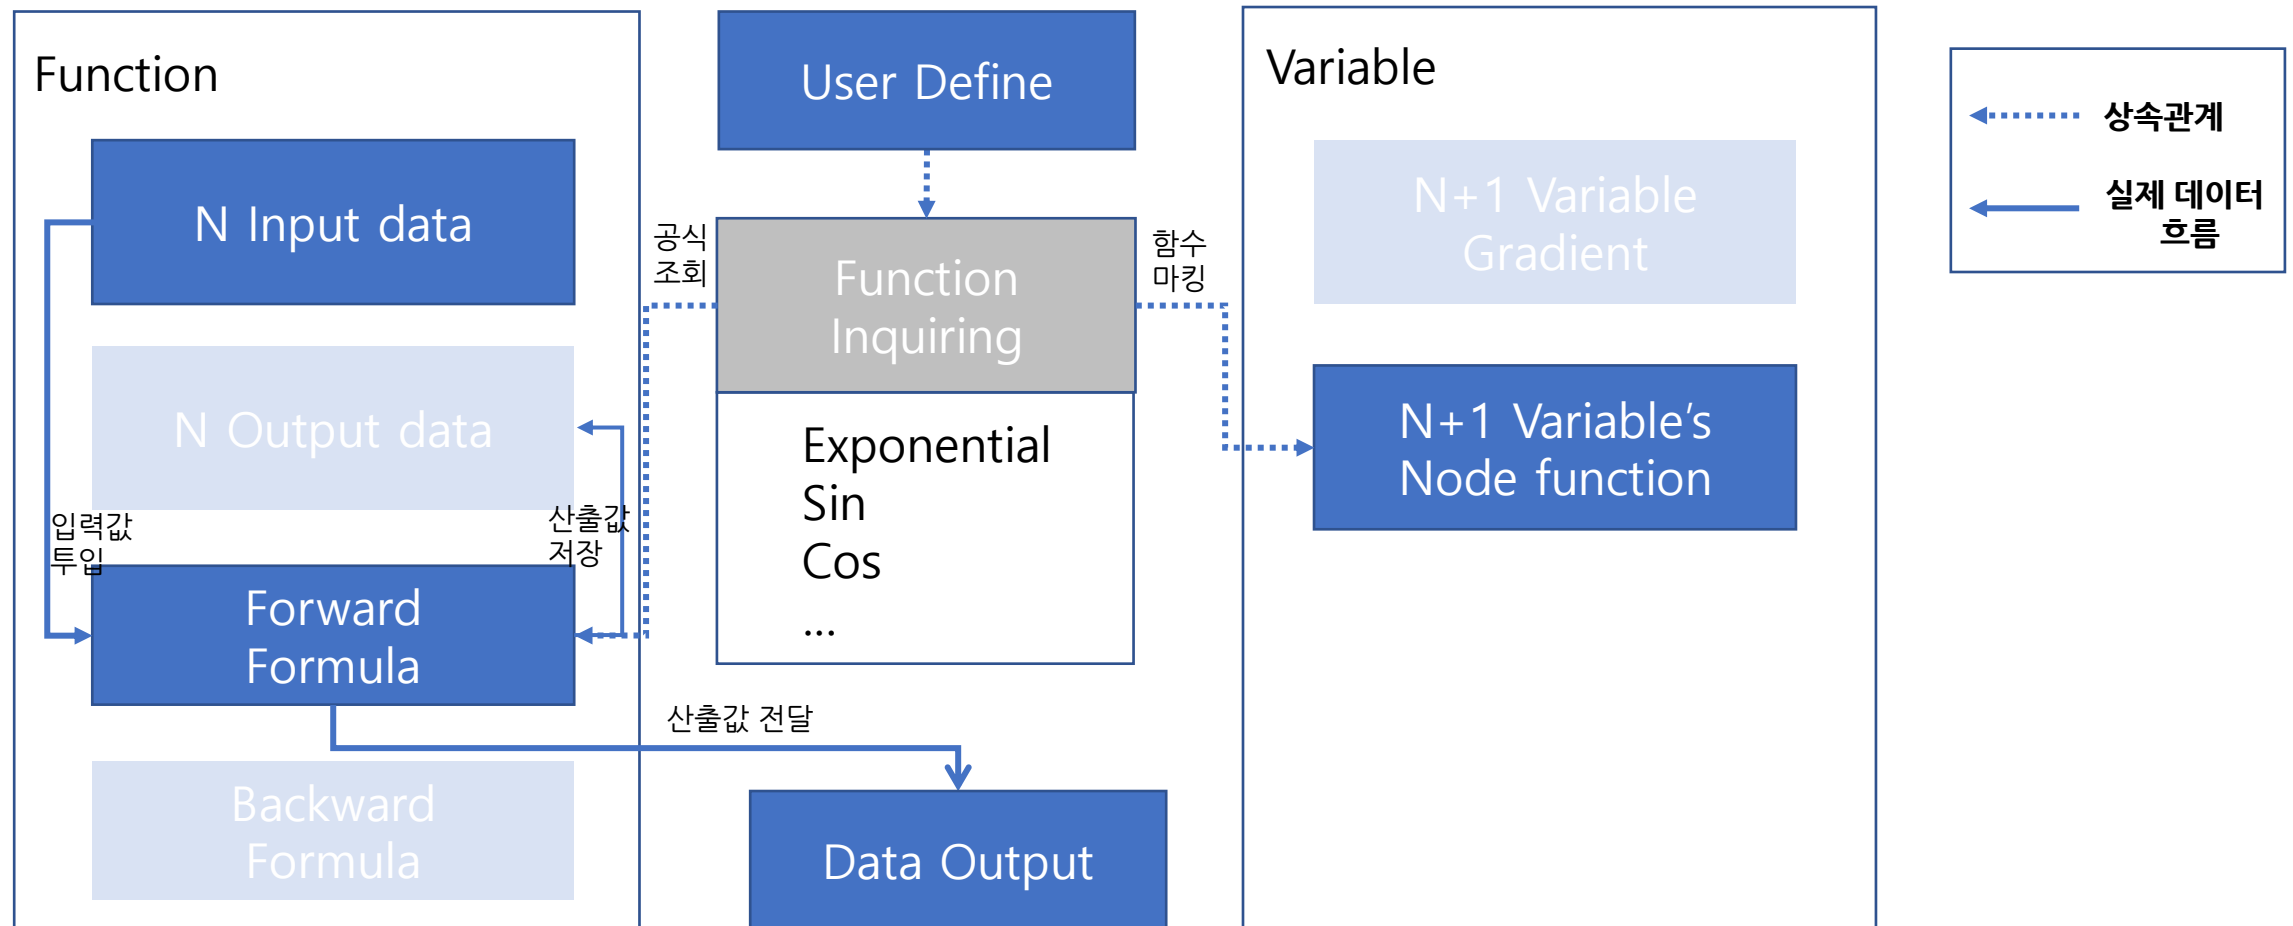 Function
N Input data
N Output data
입력값
투입
산출값
저장
Forward
Formula
Backward
Formula
User Define
공식
조회
Function
Inquiring
함수
마킹
Exponential
Sin
Cos
...
산출값 전달
Data Output
Variable
N+1 Variable
Gradient
N+1 Variable’s
Node function
상속관계
실제 데이터
흐름